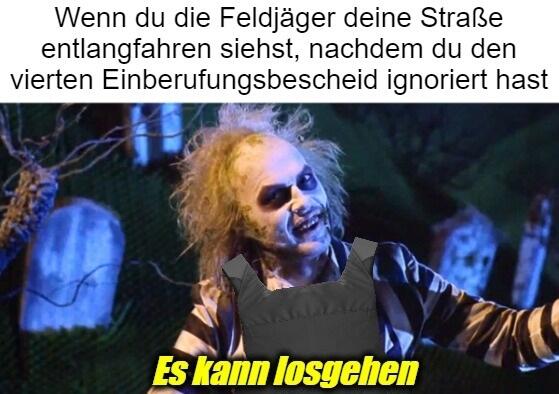 Wenn du die Feldjäger deine Straße
entlangfahren siehst, nachdem du den
vierten Einberufungsbescheid ignoriert hast
Es kann losgehen